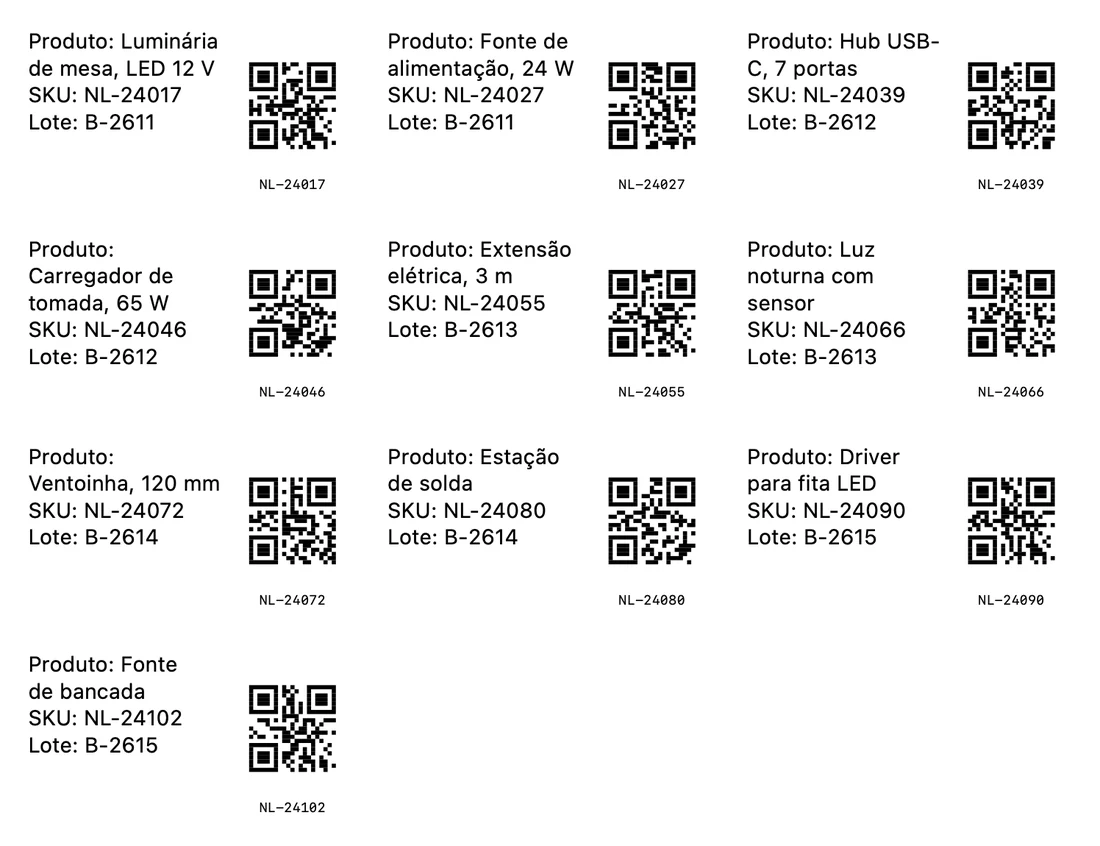 Produto: Luminária
de mesa, LED 12 V
SKU: NL-24017
Lote: B-2611
NL-24017
Produto: Fonte de
alimentação, 24 W
SKU: NL-24027
Lote: B-2611
NL-24027
Produto: Hub USB-
C, 7 portas
SKU: NL-24039
Lote: B-2612
NL-24039
Produto:
Carregador de
tomada, 65 W
SKU: NL-24046
Lote: B-2612
NL-24046
Produto: Extensão
elétrica, 3 m
SKU: NL-24055
Lote: B-2613
NL-24055
Produto: Luz
noturna com
sensor
SKU: NL-24066
Lote: B-2613
NL-24066
Produto:
Ventoinha, 120 mm
SKU: NL-24072
Lote: B-2614
NL-24072
Produto: Estação
de solda
SKU: NL-24080
Lote: B-2614
NL-24080
Produto: Driver
para fita LED
SKU: NL-24090
Lote: B-2615
NL-24090
Produto: Fonte
de bancada
SKU: NL-24102
Lote: B-2615
NL-24102